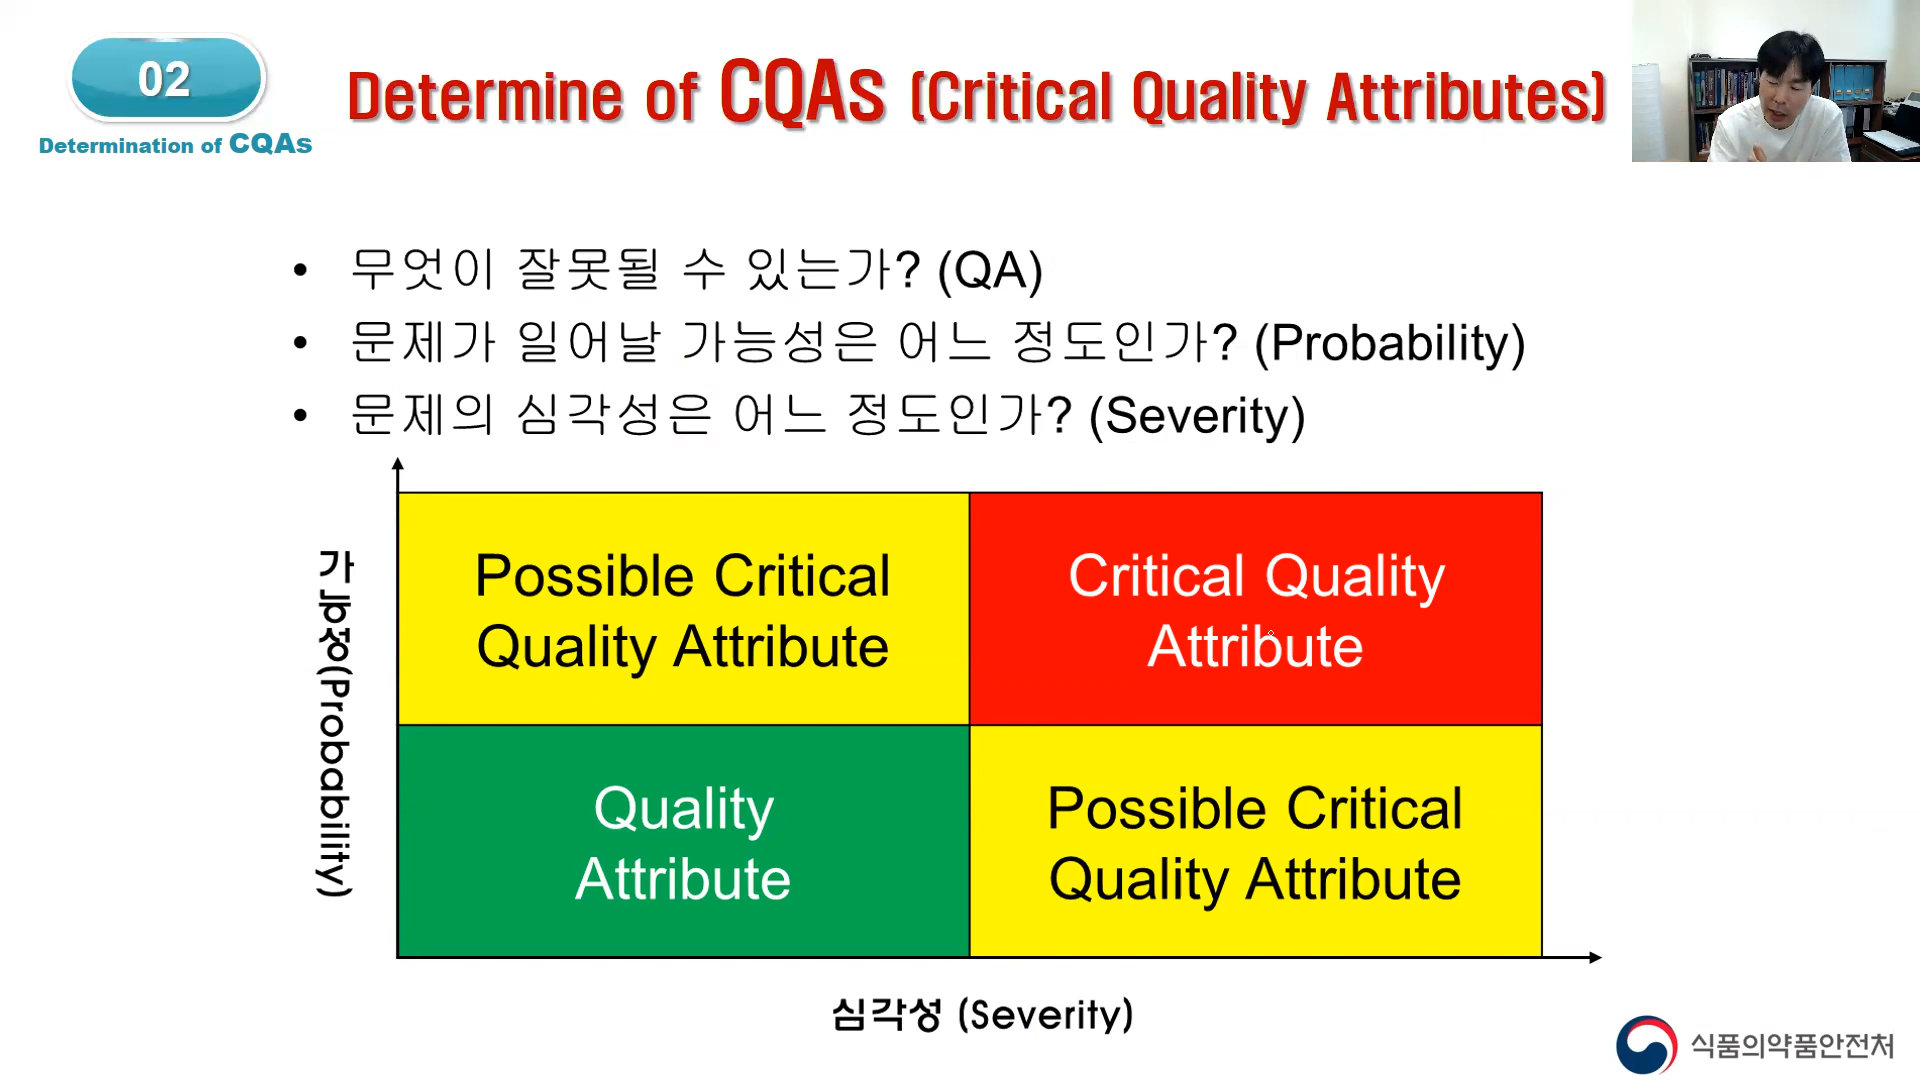 02
Determination of CQAs
Determine of CQAs (Critical Quality Attributes)
• 무엇이 잘못될 수 있는가? (QA)
• 문제가 일어날 가능성은 어느 정도인가? (Probability)
• 문제의 심각성은 어느 정도인가? (Severity)
가능성(Probability)
Possible Critical
Quality Attribute
Critical Quality
Attribute
Quality
Attribute
Possible Critical
Quality Attribute
심각성 (Severity)
식품의약품안전처